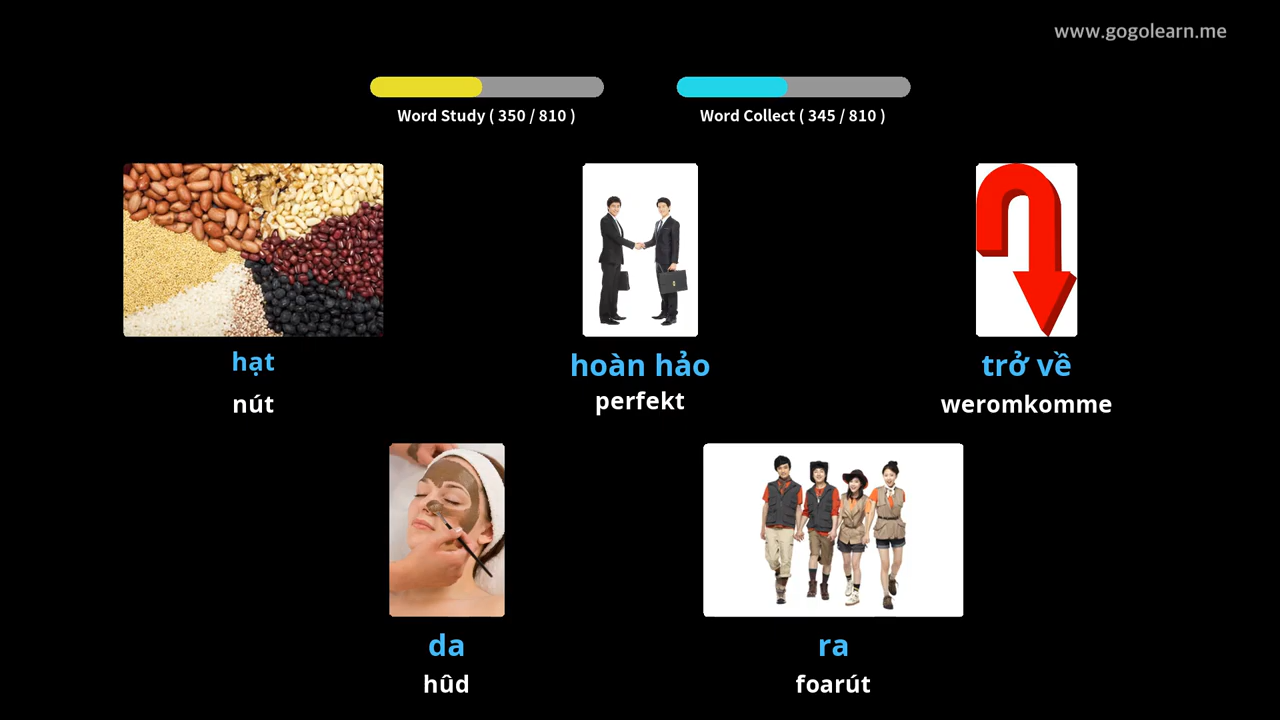 www.gogolearn.me
Word Study ( 350 / 810 )
Word Collect ( 345 / 810 )
hạt
nút
hoàn hảo
perfekt
trở về
weromkomme
da
hûd
ra
foarút